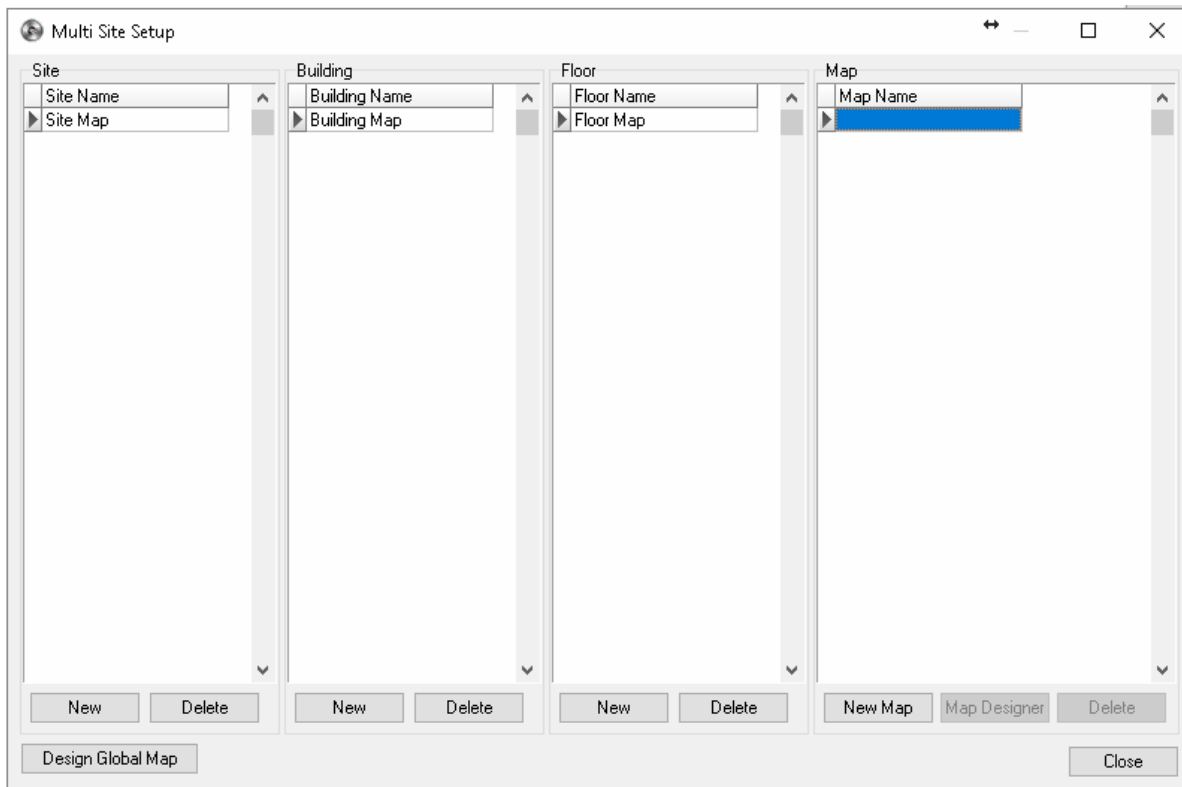 Multi Site Setup
Site Building Floor Map
Site Name Building Name Floor Name Map Name
Site Map Building Map Floor Map
New Delete New Delete New Delete New Map Map Designer Delete
Design Global Map Close